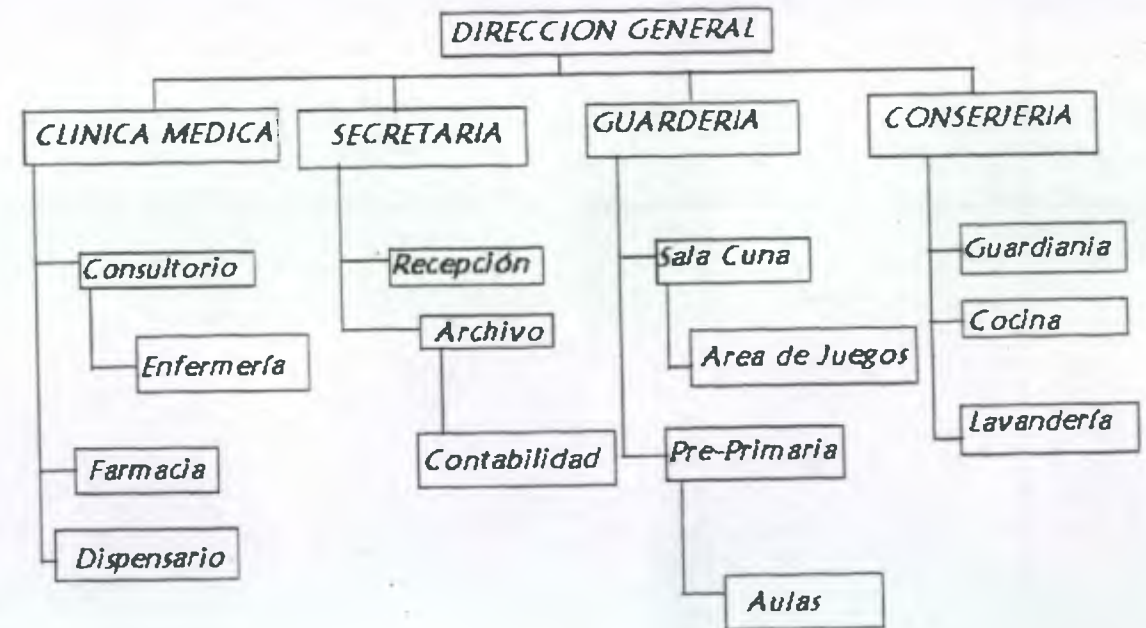 DIRECCION GENERAL
CLINICA MEDICA
SECRETARIA
GUARDERIA
CONSERJERIA
Consultorio
Enfermería
Farmacia
Dispensario
Recepción
Archivo
Contabilidad
Sala Cuna
Area de Juegos
Pre-Primaria
Aulas
Guardiania
Cocina
Lavandería